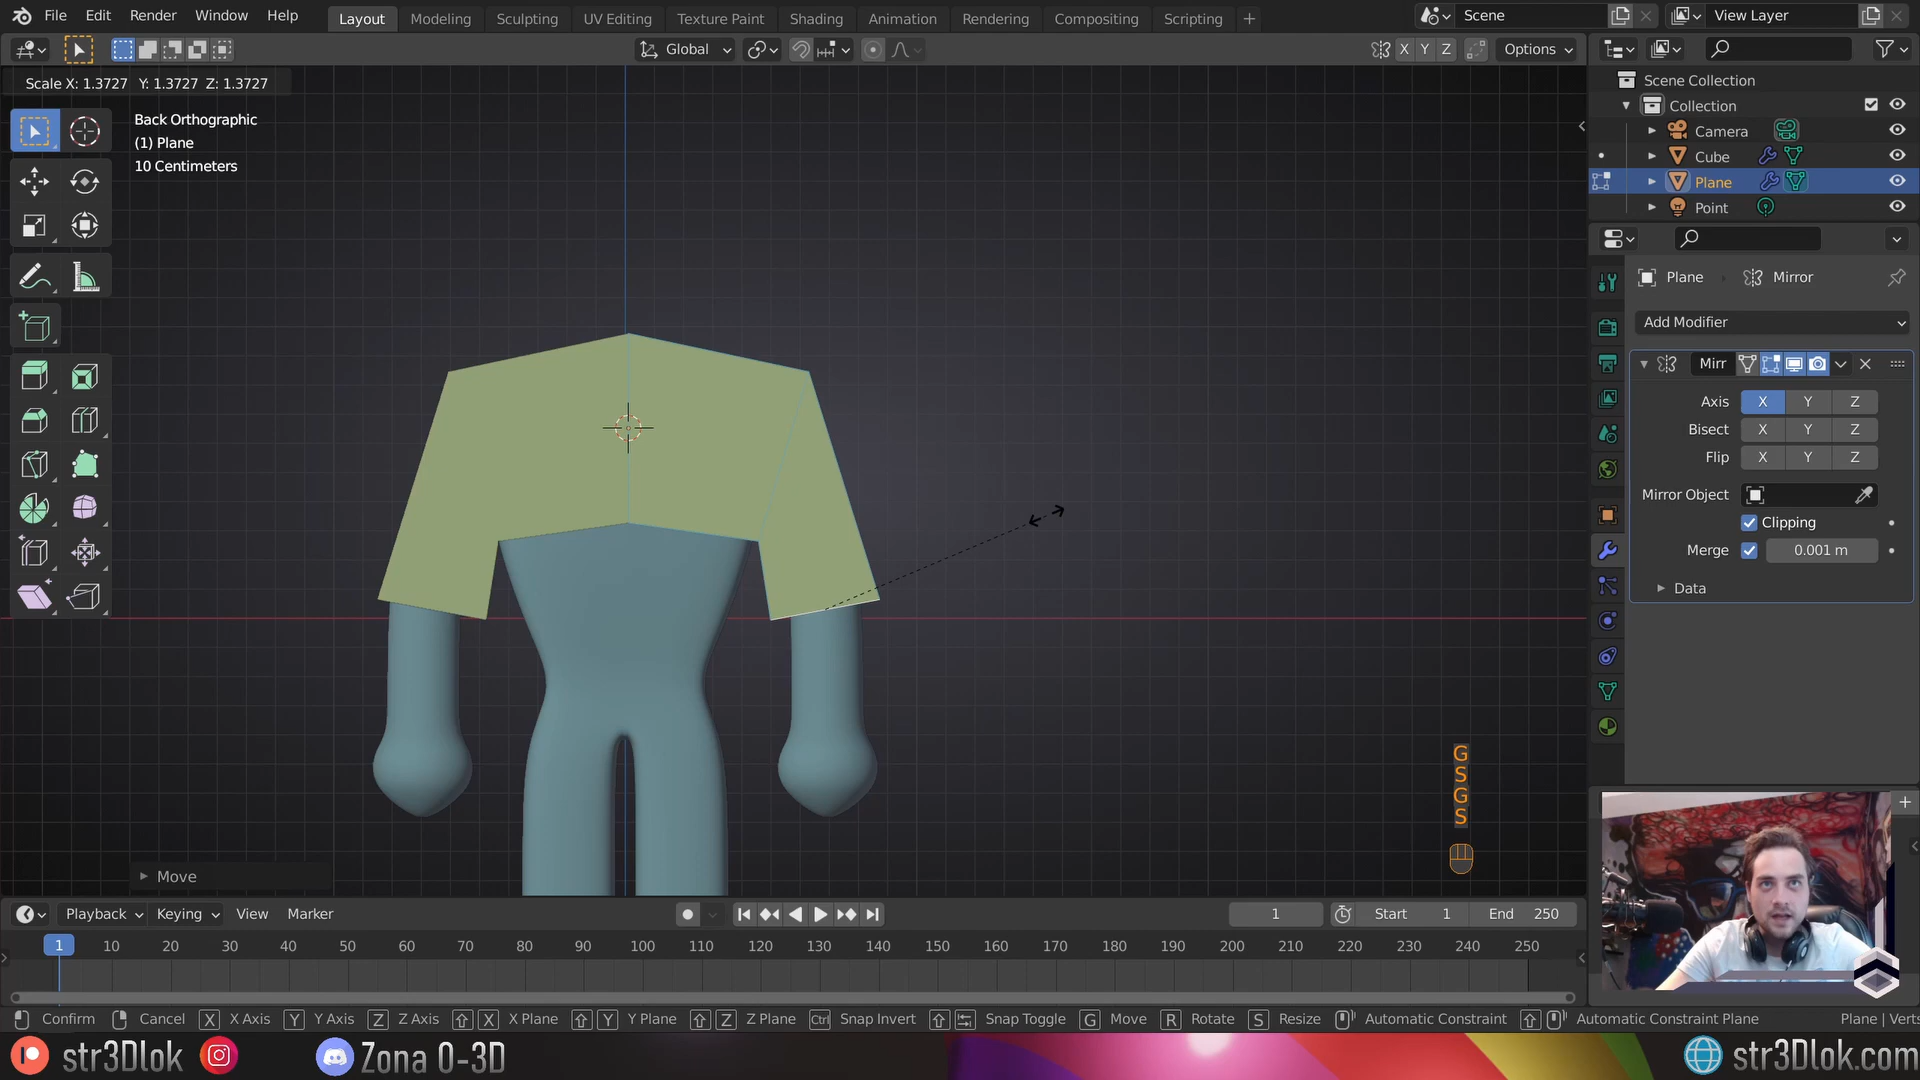 File Edit Render Window Help Layout Modeling Sculpting UV Editing Texture Paint Shading Animation Rendering Compositing Scripting + Scene View Layer
Global X Y Z Options
Scale X: 1.3727 Y: 1.3727 Z: 1.3727
Scene Collection
Collection
Back Orthographic
(1) Plane
10 Centimeters
Camera
Cube
Plane
Point
Plane Mirror
Add Modifier
Mirr
Axis X Y Z
Bisect X Y Z
Flip X Y Z
Mirror Object
Clipping
Merge 0.001 m
Data
G
S
G
S
Move
Playback Keying View Marker 1 Start 1 End 250
1 10 20 30 40 50 60 70 80 90 100 110 120 130 140 150 160 170 180 190 200 210 220 230 240 250
Confirm Cancel X X Axis Y Y Axis Z Z Axis X X Plane Y Y Plane Z Z Plane Ctrl Snap Invert Snap Toggle G Move R Rotate S Resize Automatic Constraint Automatic Constraint Plane Plane | Verts
str3Dlok Zona 0-3D str3Dlok.com